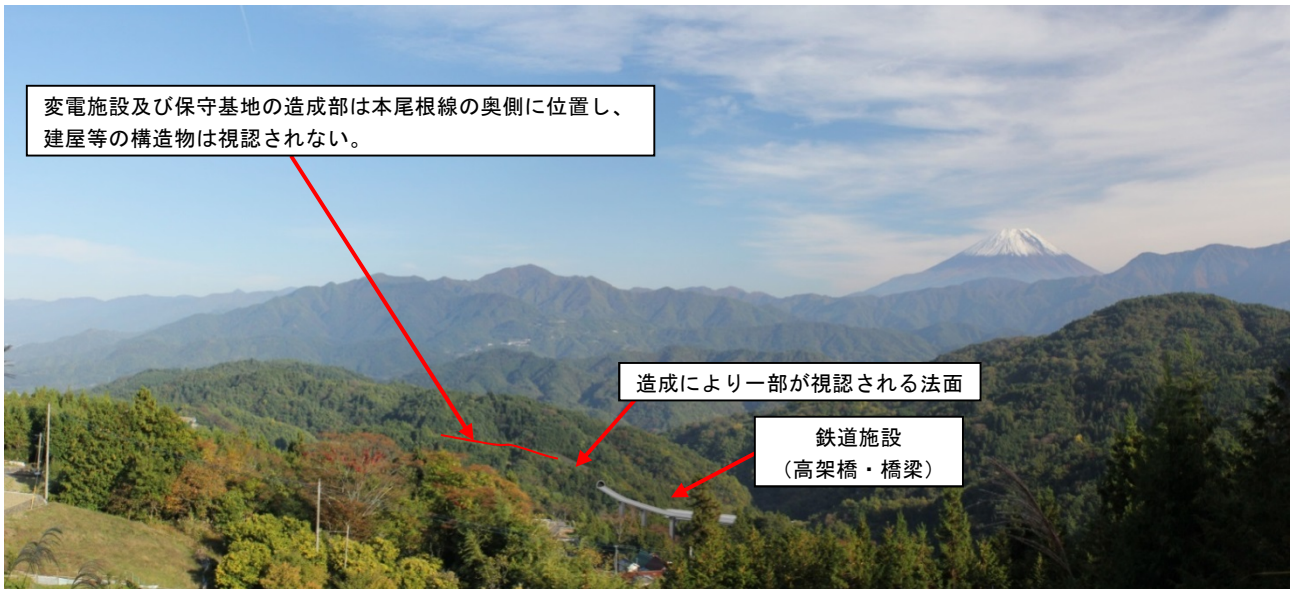 変電施設及び保守基地の造成部は本尾根線の奥側に位置し、
建屋等の構造物は視認されない。
造成により一部が視認される法面
鉄道施設
（高架橋・橋梁）